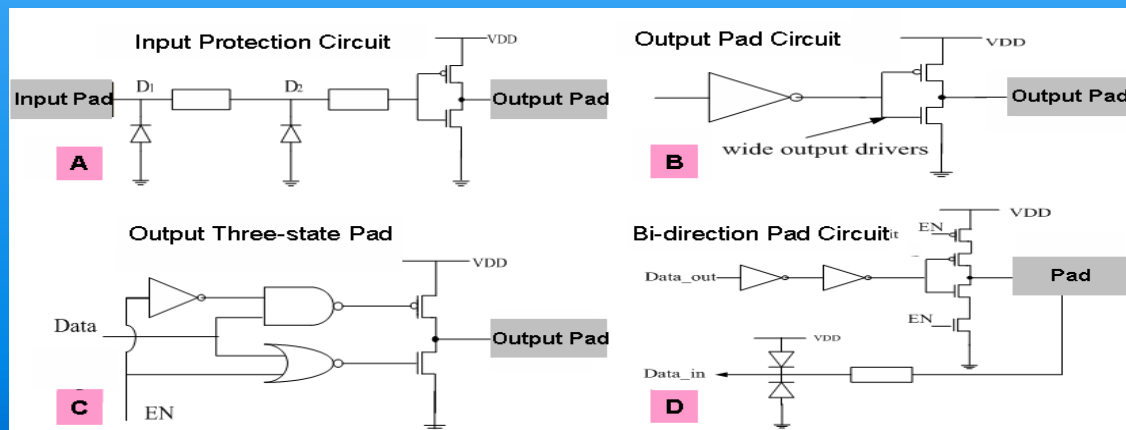 Input Protection Circuit
VDD
Input Pad
D1
D2
Output Pad
A
Output Pad Circuit
VDD
Output Pad
wide output drivers
B
Output Three-state Pad
VDD
Data
Output Pad
C
EN
Bi-direction Pad Circuit
EN
VDD
Data_out
Pad
EN
VDD
Data_in
D